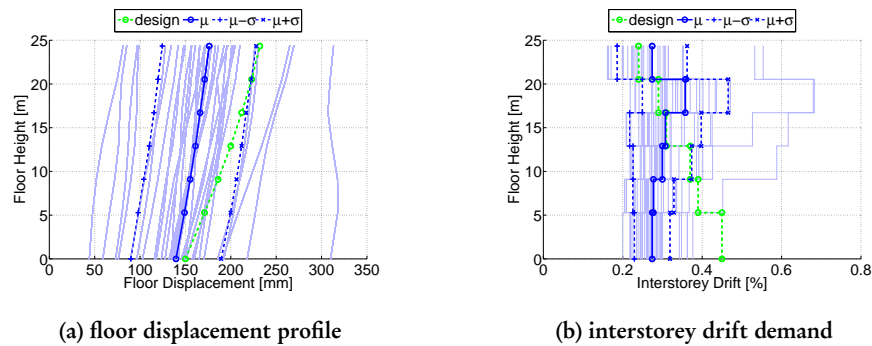 design μ μ−σ μ+σ
25
20
15
10
5
0
Floor Height [m]
0 50 100 150 200 250 300 350
Floor Displacement [mm]
(a) floor displacement profile
design μ μ−σ μ+σ
25
20
15
10
5
0
Floor Height [m]
0 0.2 0.4 0.6 0.8
Interstorey Drift [%]
(b) interstorey drift demand